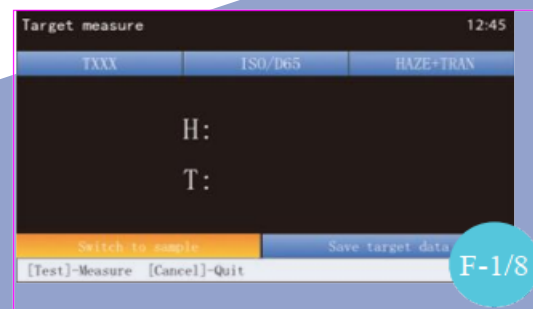 Target measure 12:45
TXXX ISO/D65 HAZE+TRAN
H:
T:
Switch to sample Save target data
[Test]-Measure [Cancel]-Quit
F-1/8